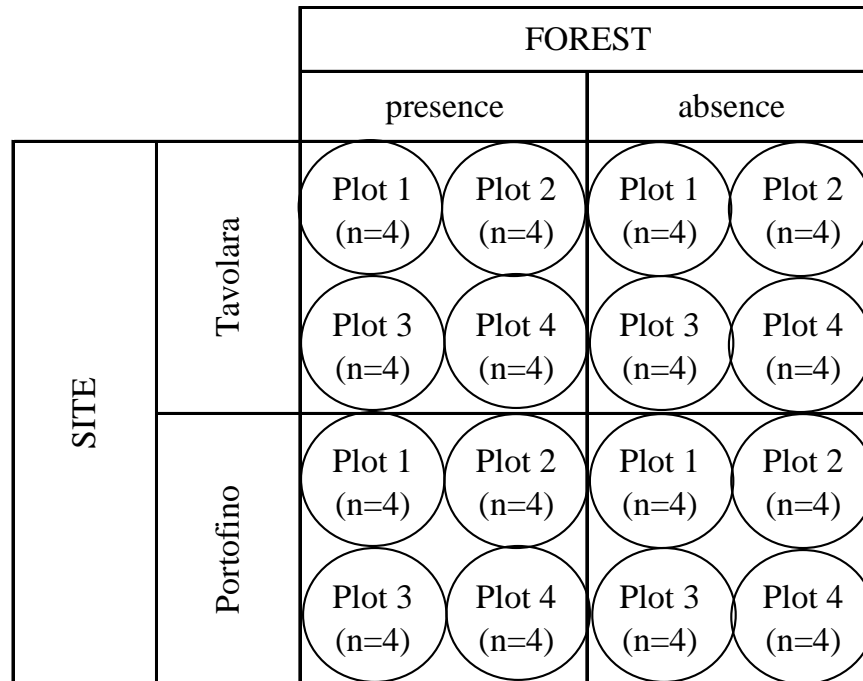 FOREST
presence absence
SITE
Tavolara
Plot 1 Plot 2 Plot 1 Plot 2
(n=4) (n=4) (n=4) (n=4)
Plot 3 Plot 4 Plot 3 Plot 4
(n=4) (n=4) (n=4) (n=4)
Portofino
Plot 1 Plot 2 Plot 1 Plot 2
(n=4) (n=4) (n=4) (n=4)
Plot 3 Plot 4 Plot 3 Plot 4
(n=4) (n=4) (n=4) (n=4)